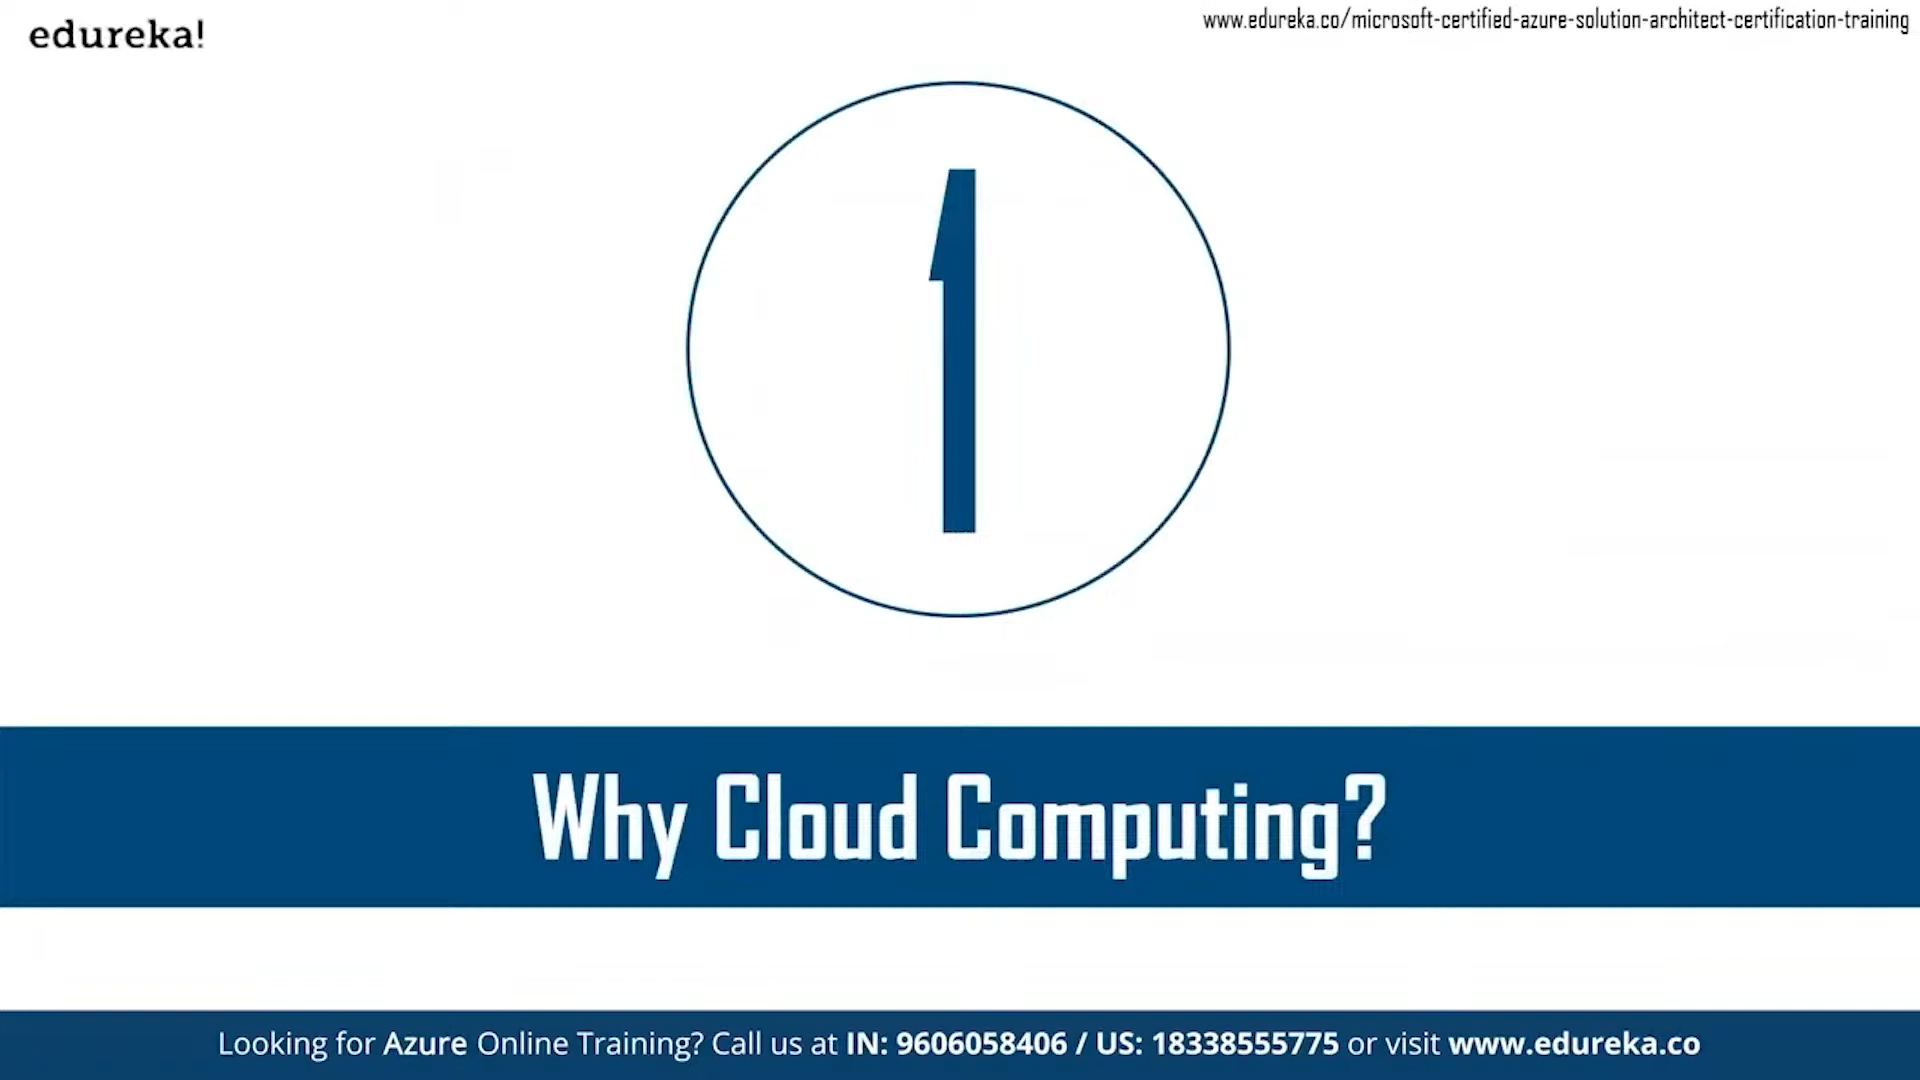 edureka!
www.edureka.co/microsoft-certified-azure-solution-architect-certification-training
1
Why Cloud Computing?
Looking for Azure Online Training? Call us at IN: 9606058406 / US: 18338555775 or visit www.edureka.co